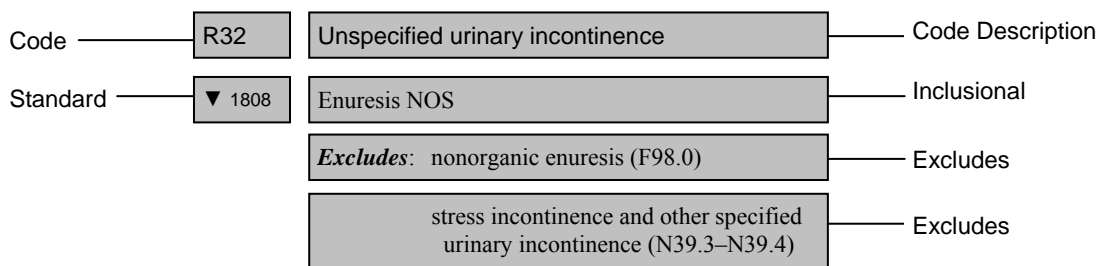 Code R32 Unspecified urinary incontinence Code Description
Standard ▼ 1808 Enuresis NOS Inclusional
Excludes: nonorganic enuresis (F98.0) Excludes
stress incontinence and other specified
urinary incontinence (N39.3–N39.4) Excludes